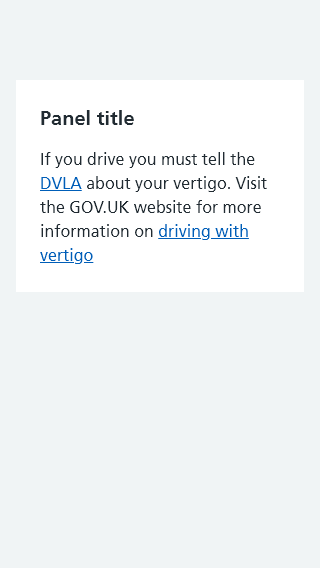 Panel title
If you drive you must tell the
DVLA about your vertigo. Visit
the GOV.UK website for more
information on driving with
vertigo